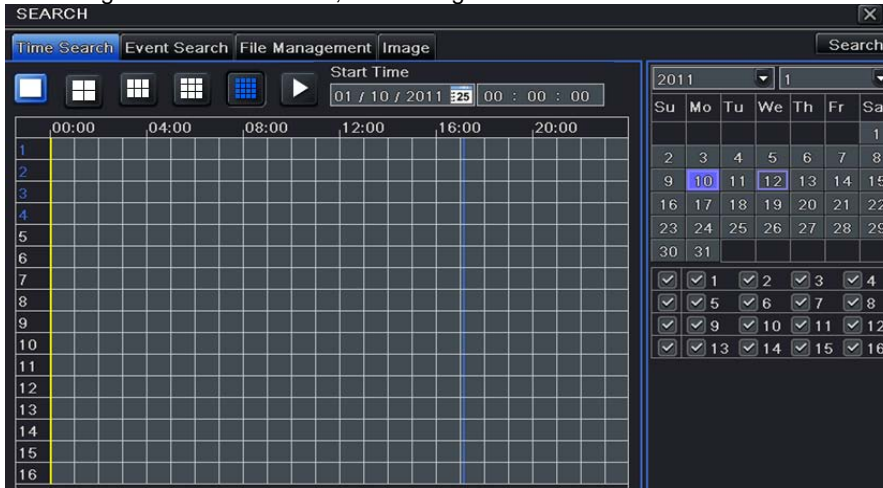 SEARCH
Time Search Event Search File Management Image Search
Start Time
01 / 10 / 2011 25 00 : 00 : 00
2011 1
Su Mo Tu We Th Fr Sa
1
2 3 4 5 6 7 8
9 10 11 12 13 14 15
16 17 18 19 20 21 22
23 24 25 26 27 28 29
30 31
00:00 04:00 08:00 12:00 16:00 20:00
1
2
3
4
5
6
7
8
9
10
11
12
13
14
15
16
1 2 3 4
5 6 7 8
9 10 11 12
13 14 15 16